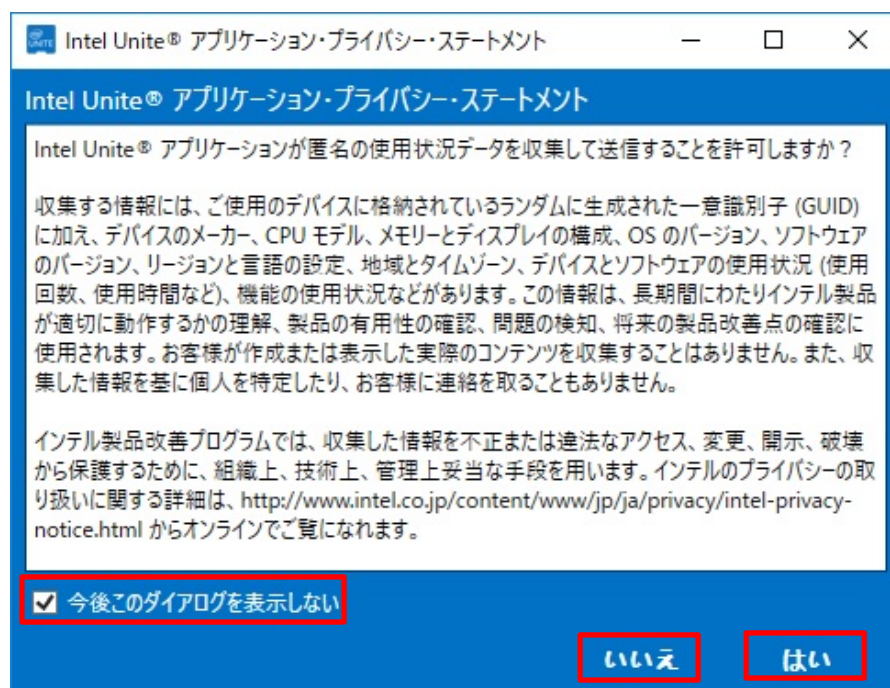 Intel Unite® アプリケーション・プライバシー・ステートメント
Intel Unite® アプリケーション・プライバシー・ステートメント
Intel Unite® アプリケーションが匿名の使用状況データを収集して送信することを許可しますか？
収集する情報には、ご使用のデバイスに格納されているランダムに生成された一意識別子 (GUID)
に加え、デバイスのメーカー、CPU モデル、メモリーとディスプレイの構成、OS のバージョン、ソフトウェア
のバージョン、リージョンと言語の設定、地域とタイムゾーン、デバイスとソフトウェアの使用状況 (使用
回数、使用時間など)、機能の使用状況などがあります。この情報は、長期間にわたりインテル製品
が適切に動作するかの理解、製品の有用性の確認、問題の検知、将来の製品改善点の確認に
使用されます。お客様が作成または表示した実際のコンテンツを収集することはありません。また、収
集した情報を基に個人を特定したり、お客様に連絡を取ることもありません。
インテル製品改善プログラムでは、収集した情報を不正または違法なアクセス、変更、開示、破壊
から保護するために、組織上、技術上、管理上妥当な手段を用います。インテルのプライバシーの取
り扱いに関する詳細は、http://www.intel.co.jp/content/www/jp/ja/privacy/intel-privacy-
notice.html からオンラインでご覧になれます。
今後このダイアログを表示しない
いいえ はい